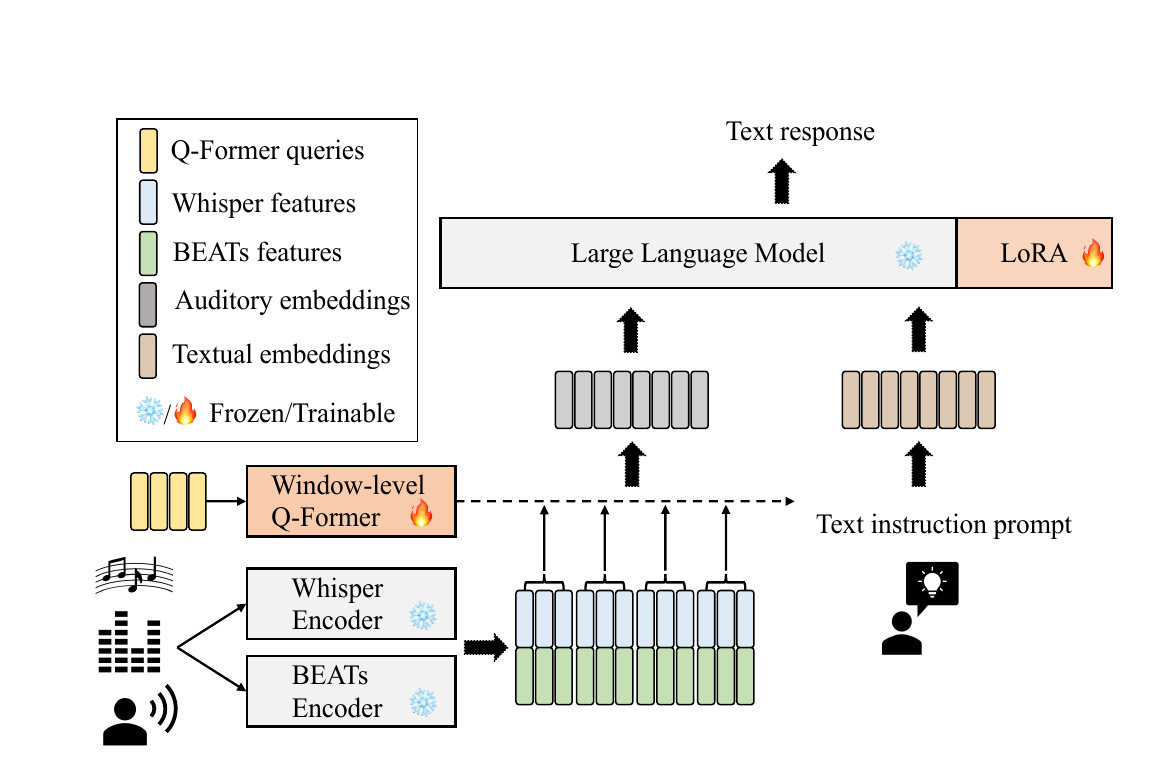 Text response
Q-Former queries
Whisper features
BEATs features
Auditory embeddings
Textual embeddings
/ Frozen/Trainable
Large Language Model
LoRA
Window-level
Q-Former
Text instruction prompt
Whisper
Encoder
BEATs
Encoder